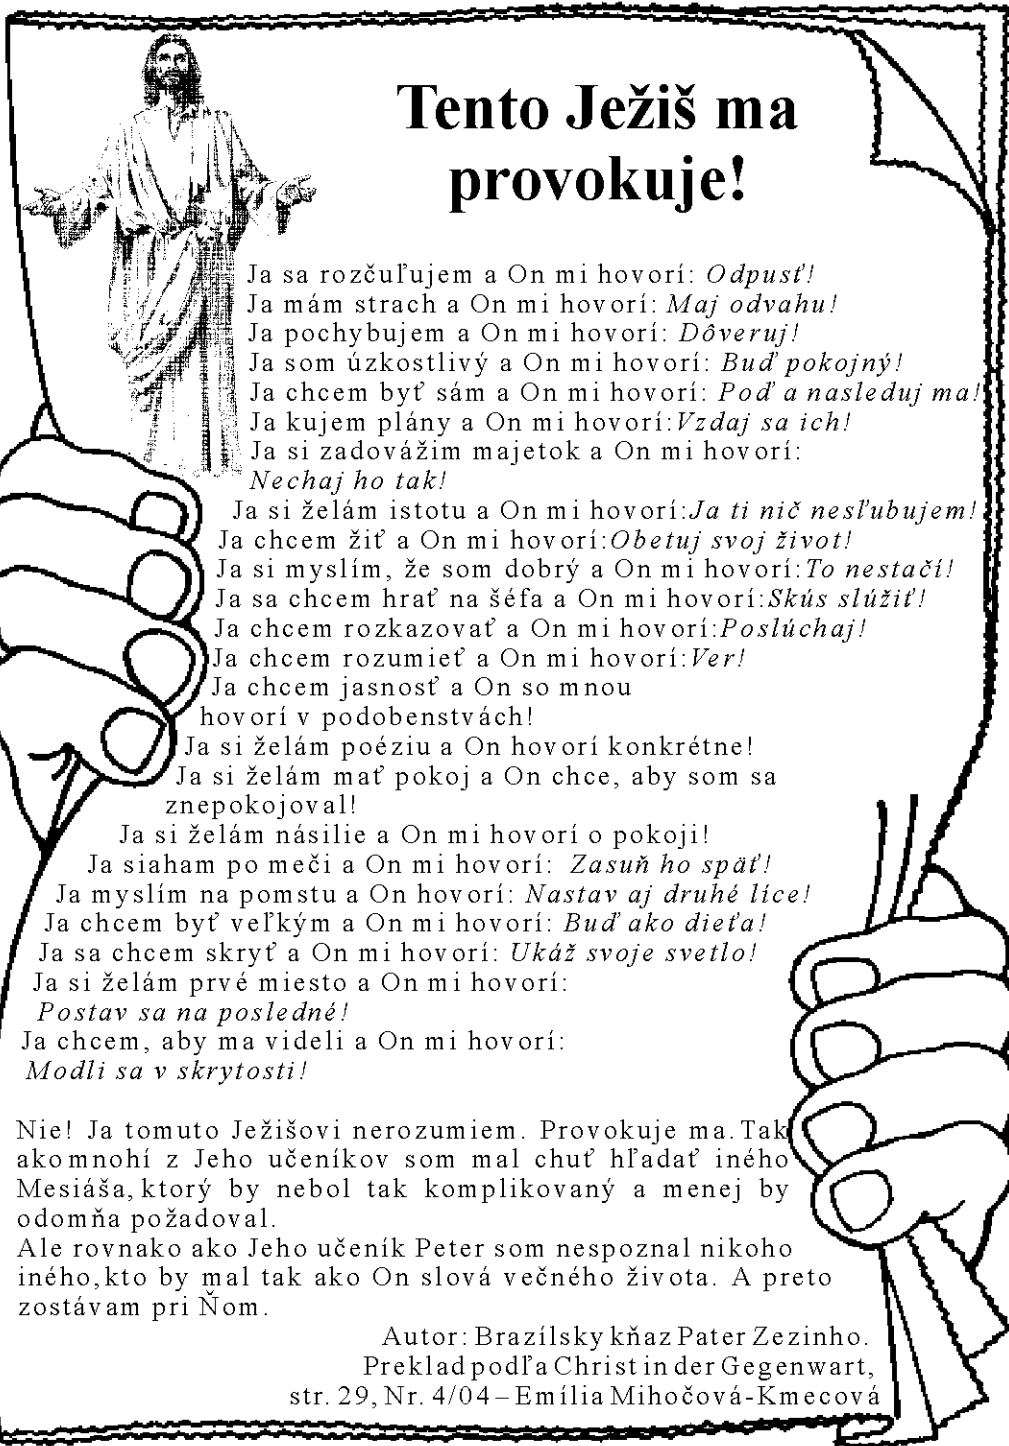 Tento Ježiš ma
provokuje!
Ja sa rozčuľujem a On mi hovorí: Odpusť!
Ja mám strach a On mi hovorí: Maj odvahu!
Ja pochybujem a On mi hovorí: Dôveruj!
Ja som úzkostlivý a On mi hovorí: Buď pokojný!
Ja chcem byť sám a On mi hovorí: Poď a nasleduj ma!
Ja kujem plány a On mi hovorí: Vzdaj sa ich!
Ja si zadovážim majetok a On mi hovorí:
Nechaj ho tak!
Ja si želám istotu a On mi hovorí: Ja ti nič nesľubujem!
Ja chcem žiť a On mi hovorí: Obetuj svoj život!
Ja si myslím, že som dobrý a On mi hovorí: To nestačí!
Ja sa chcem hrať na šéfa a On mi hovorí: Skús slúžiť!
Ja chcem rozkazovať a On mi hovorí: Poslúchaj!
Ja chcem rozumieť a On mi hovorí: Ver!
Ja chcem jasnosť a On so mnou
hovorí v podobenstvách!
Ja si želám poéziu a On hovorí konkrétne!
Ja si želám mať pokoj a On chce, aby som sa
znepokojoval!
Ja si želám násilie a On mi hovorí o pokoji!
Ja siaham po meči a On mi hovorí: Zasuň ho späť!
Ja myslím na pomstu a On hovorí: Nastav aj druhé líce!
Ja chcem byť veľkým a On mi hovorí: Buď ako dieťa!
Ja sa chcem skryť a On mi hovorí: Ukáž svoje svetlo!
Ja si želám prvé miesto a On mi hovorí:
Postav sa na posledné!
Ja chcem, aby ma videli a On mi hovorí:
Modli sa v skrytosti!
Nie! Ja tomuto Ježišovi nerozumiem. Provokuje ma. Tak
ako mnohí z Jeho učeníkov som mal chuť hľadať iného
Mesiáša, ktorý by nebol tak komplikovaný a menej by
odomňa požadoval.
Ale rovnako ako Jeho učeník Peter som nespoznal nikoho
iného, kto by mal tak ako On slová večného života. A preto
zostávam pri Ňom.
Autor: Brazílsky kňaz Pater Zezinho.
Preklad podľa Christ in der Gegenwart,
str. 29, Nr. 4/04 – Emília Mihočová-Kmecová